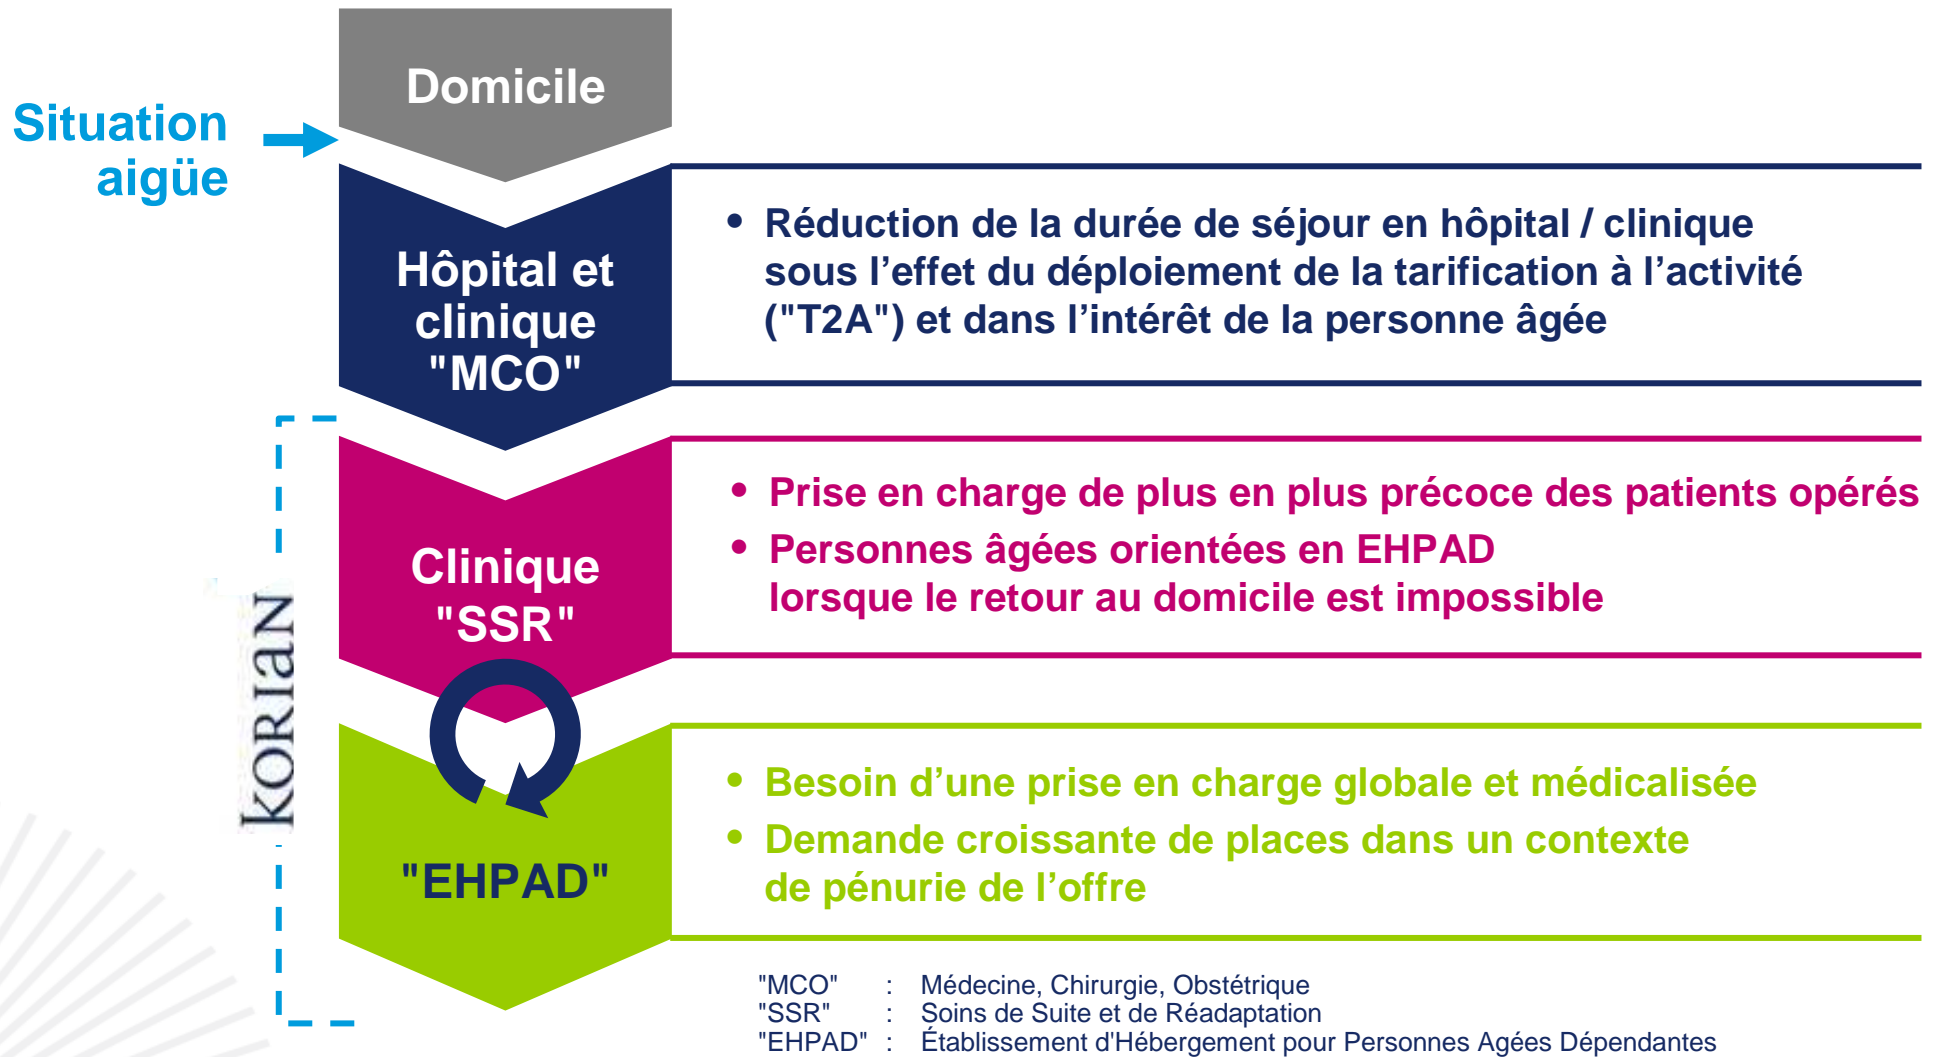 Domicile
Situation
aigüe
Hôpital et
clinique
"MCO"
• Réduction de la durée de séjour en hôpital / clinique
sous l’effet du déploiement de la tarification à l’activité
("T2A") et dans l’intérêt de la personne âgée
Clinique
"SSR"
• Prise en charge de plus en plus précoce des patients opérés
• Personnes âgées orientées en EHPAD
lorsque le retour au domicile est impossible
KORIAN
"EHPAD"
• Besoin d’une prise en charge globale et médicalisée
• Demande croissante de places dans un contexte
de pénurie de l’offre
"MCO" : Médecine, Chirurgie, Obstétrique
"SSR" : Soins de Suite et de Réadaptation
"EHPAD" : Établissement d'Hébergement pour Personnes Agées Dépendantes